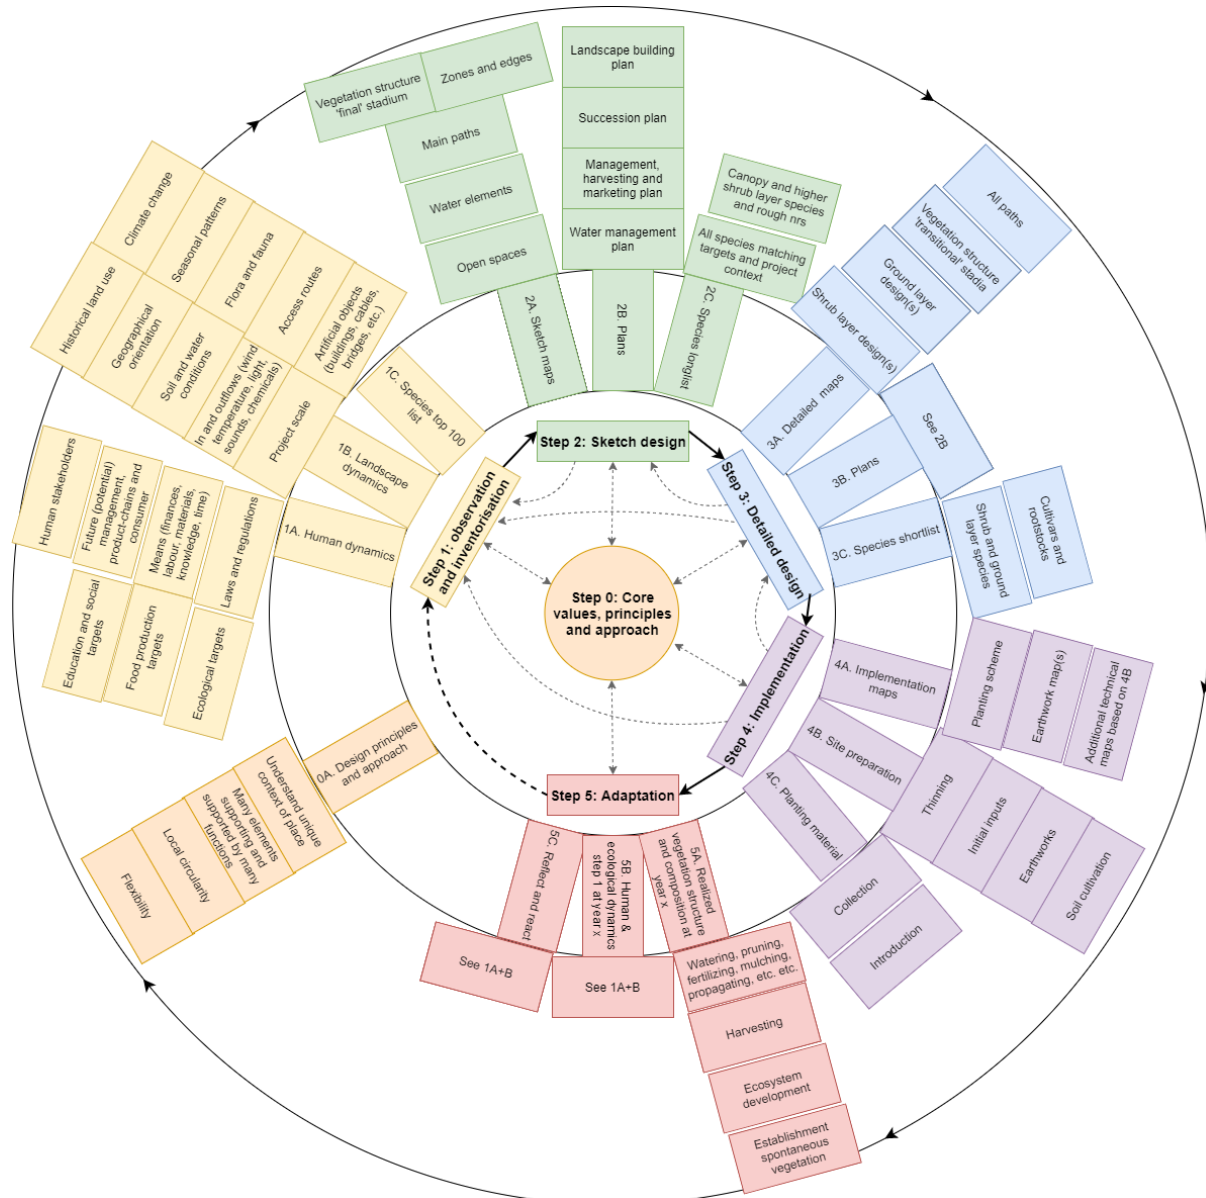 Step 0: Core
values, principles
and approach
Step 1: observation
and inventorisation
Step 2: Sketch design
Step 3: Detailed design
Step 4: Implementation
Step 5: Adaptation
0A. Design principles
and approach
Understand unique
context of place
Many elements
supporting and
supported by many
functions
Local circularity
Flexibility
1A. Human dynamics
Laws and regulations
Means (finances,
labour, materials,
knowledge, time)
Future (potential)
management,
product-chains and
consumer
Human stakeholders
Ecological targets
Food production
targets
Education and social
targets
1B. Landscape
dynamics
Project scale
In and outflows (wind
temperature, light,
sounds, chemicals)
Soil and water
conditions
Geographical
orientation
Historical land use
Artificial objects
(buildings, cables,
bridges, etc.)
Access routes
Flora and fauna
Seasonal patterns
Climate change
1C. Species top 100
list
2A. Sketch maps
Open spaces
Water elements
Main paths
Vegetation structure
'final' stadium
Zones and edges
2B. Plans
Landscape building
plan
Succession plan
Management,
harvesting and
marketing plan
Water management
plan
2C. Species longlist
Canopy and higher
shrub layer species
and rough nrs
All species matching
targets and project
context
3A. Detailed maps
Shrub layer design(s)
Ground layer
design(s)
Vegetation structure
'transitional' stadia
All paths
3B. Plans
See 2B
3C. Species shortlist
Shrub and ground
layer species
Cultivars and
rootstocks
4A. Implementation
maps
Planting scheme
Earthwork map(s)
Additional technical
maps based on 4B
4B. Site preparation
Thinning
Initial inputs
Earthworks
Soil cultivation
4C. Planting material
Collection
Introduction
5A. Realized
vegetation structure
and composition at
year x
Watering, pruning,
fertilizing, mulching,
propagating, etc. etc.
Harvesting
Ecosystem
development
Establishment
spontaneous
vegetation
5B. Human &
ecological dynamics
step 1 at year x
See 1A+B
5C. Reflect and react
See 1A+B